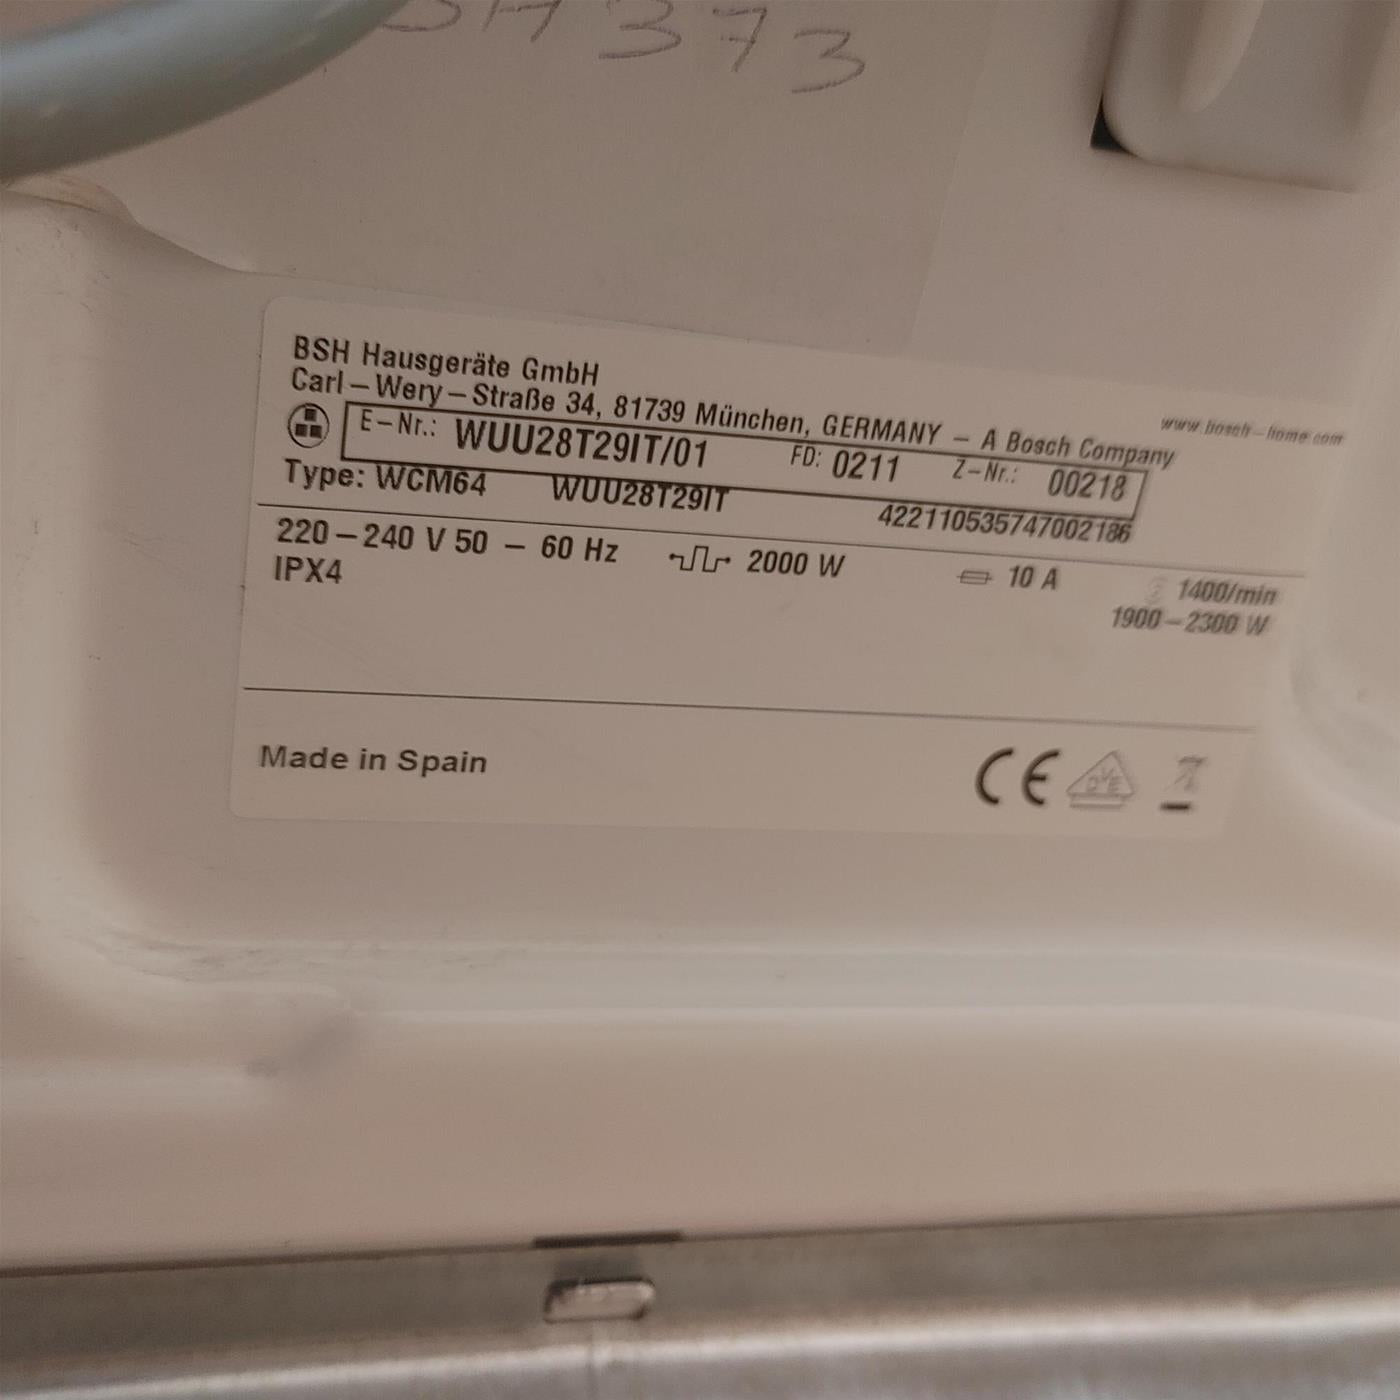 3H373
BSH Hausgeräte GmbH
Carl-Wery-Straße 34, 81739 München, GERMANY - A Bosch Company
www.bosch-home.com
E-Nr.: WUU28T29IT/01 FD: 0211 Z-Nr.: 00218
Type: WCM64 WUU28T29IT 422110535747002186
220-240 V 50 - 60 Hz 2000 W 10 A 1400/min
IPX4 1900-2300 W
Made in Spain CE DVE